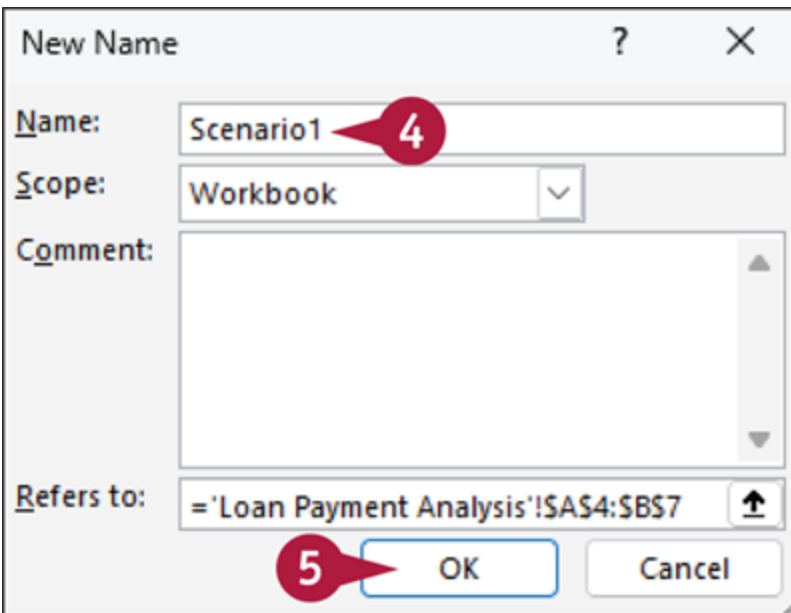 New Name ?
Name: Scenario1 4
Scope: Workbook
Comment:
Refers to: ='Loan Payment Analysis'!$A$4:$B$7
5 OK Cancel